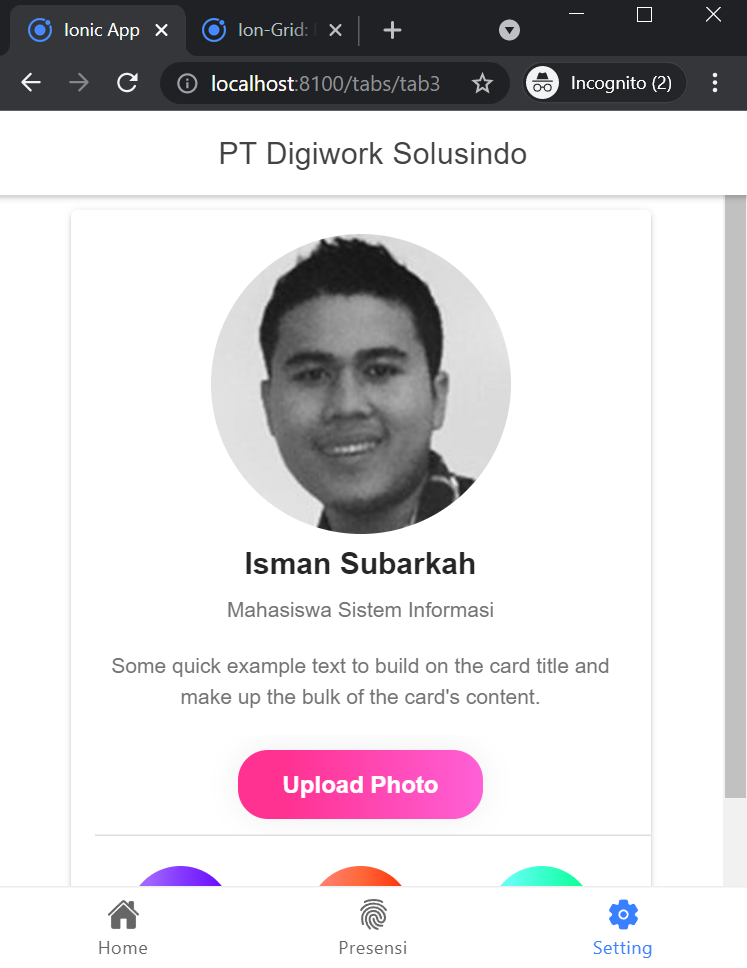 Ionic App
Ion-Grid:
localhost:8100/tabs/tab3
Incognito (2)
PT Digiwork Solusindo
Isman Subarkah
Mahasiswa Sistem Informasi
Some quick example text to build on the card title and
make up the bulk of the card's content.
Upload Photo
Home
Presensi
Setting